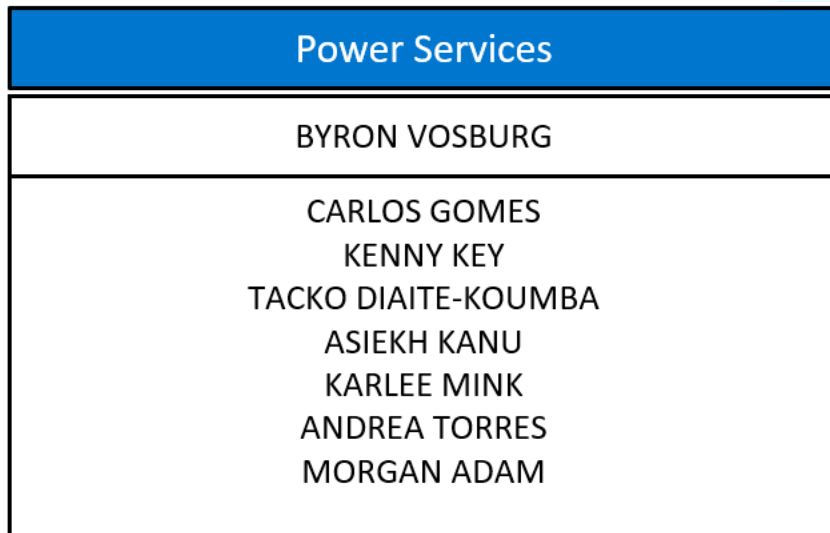 Power Services
BYRON VOSBURG
CARLOS GOMES
KENNY KEY
TACKO DIAITE-KOUMBA
ASIEKH KANU
KARLEE MINK
ANDREA TORRES
MORGAN ADAM